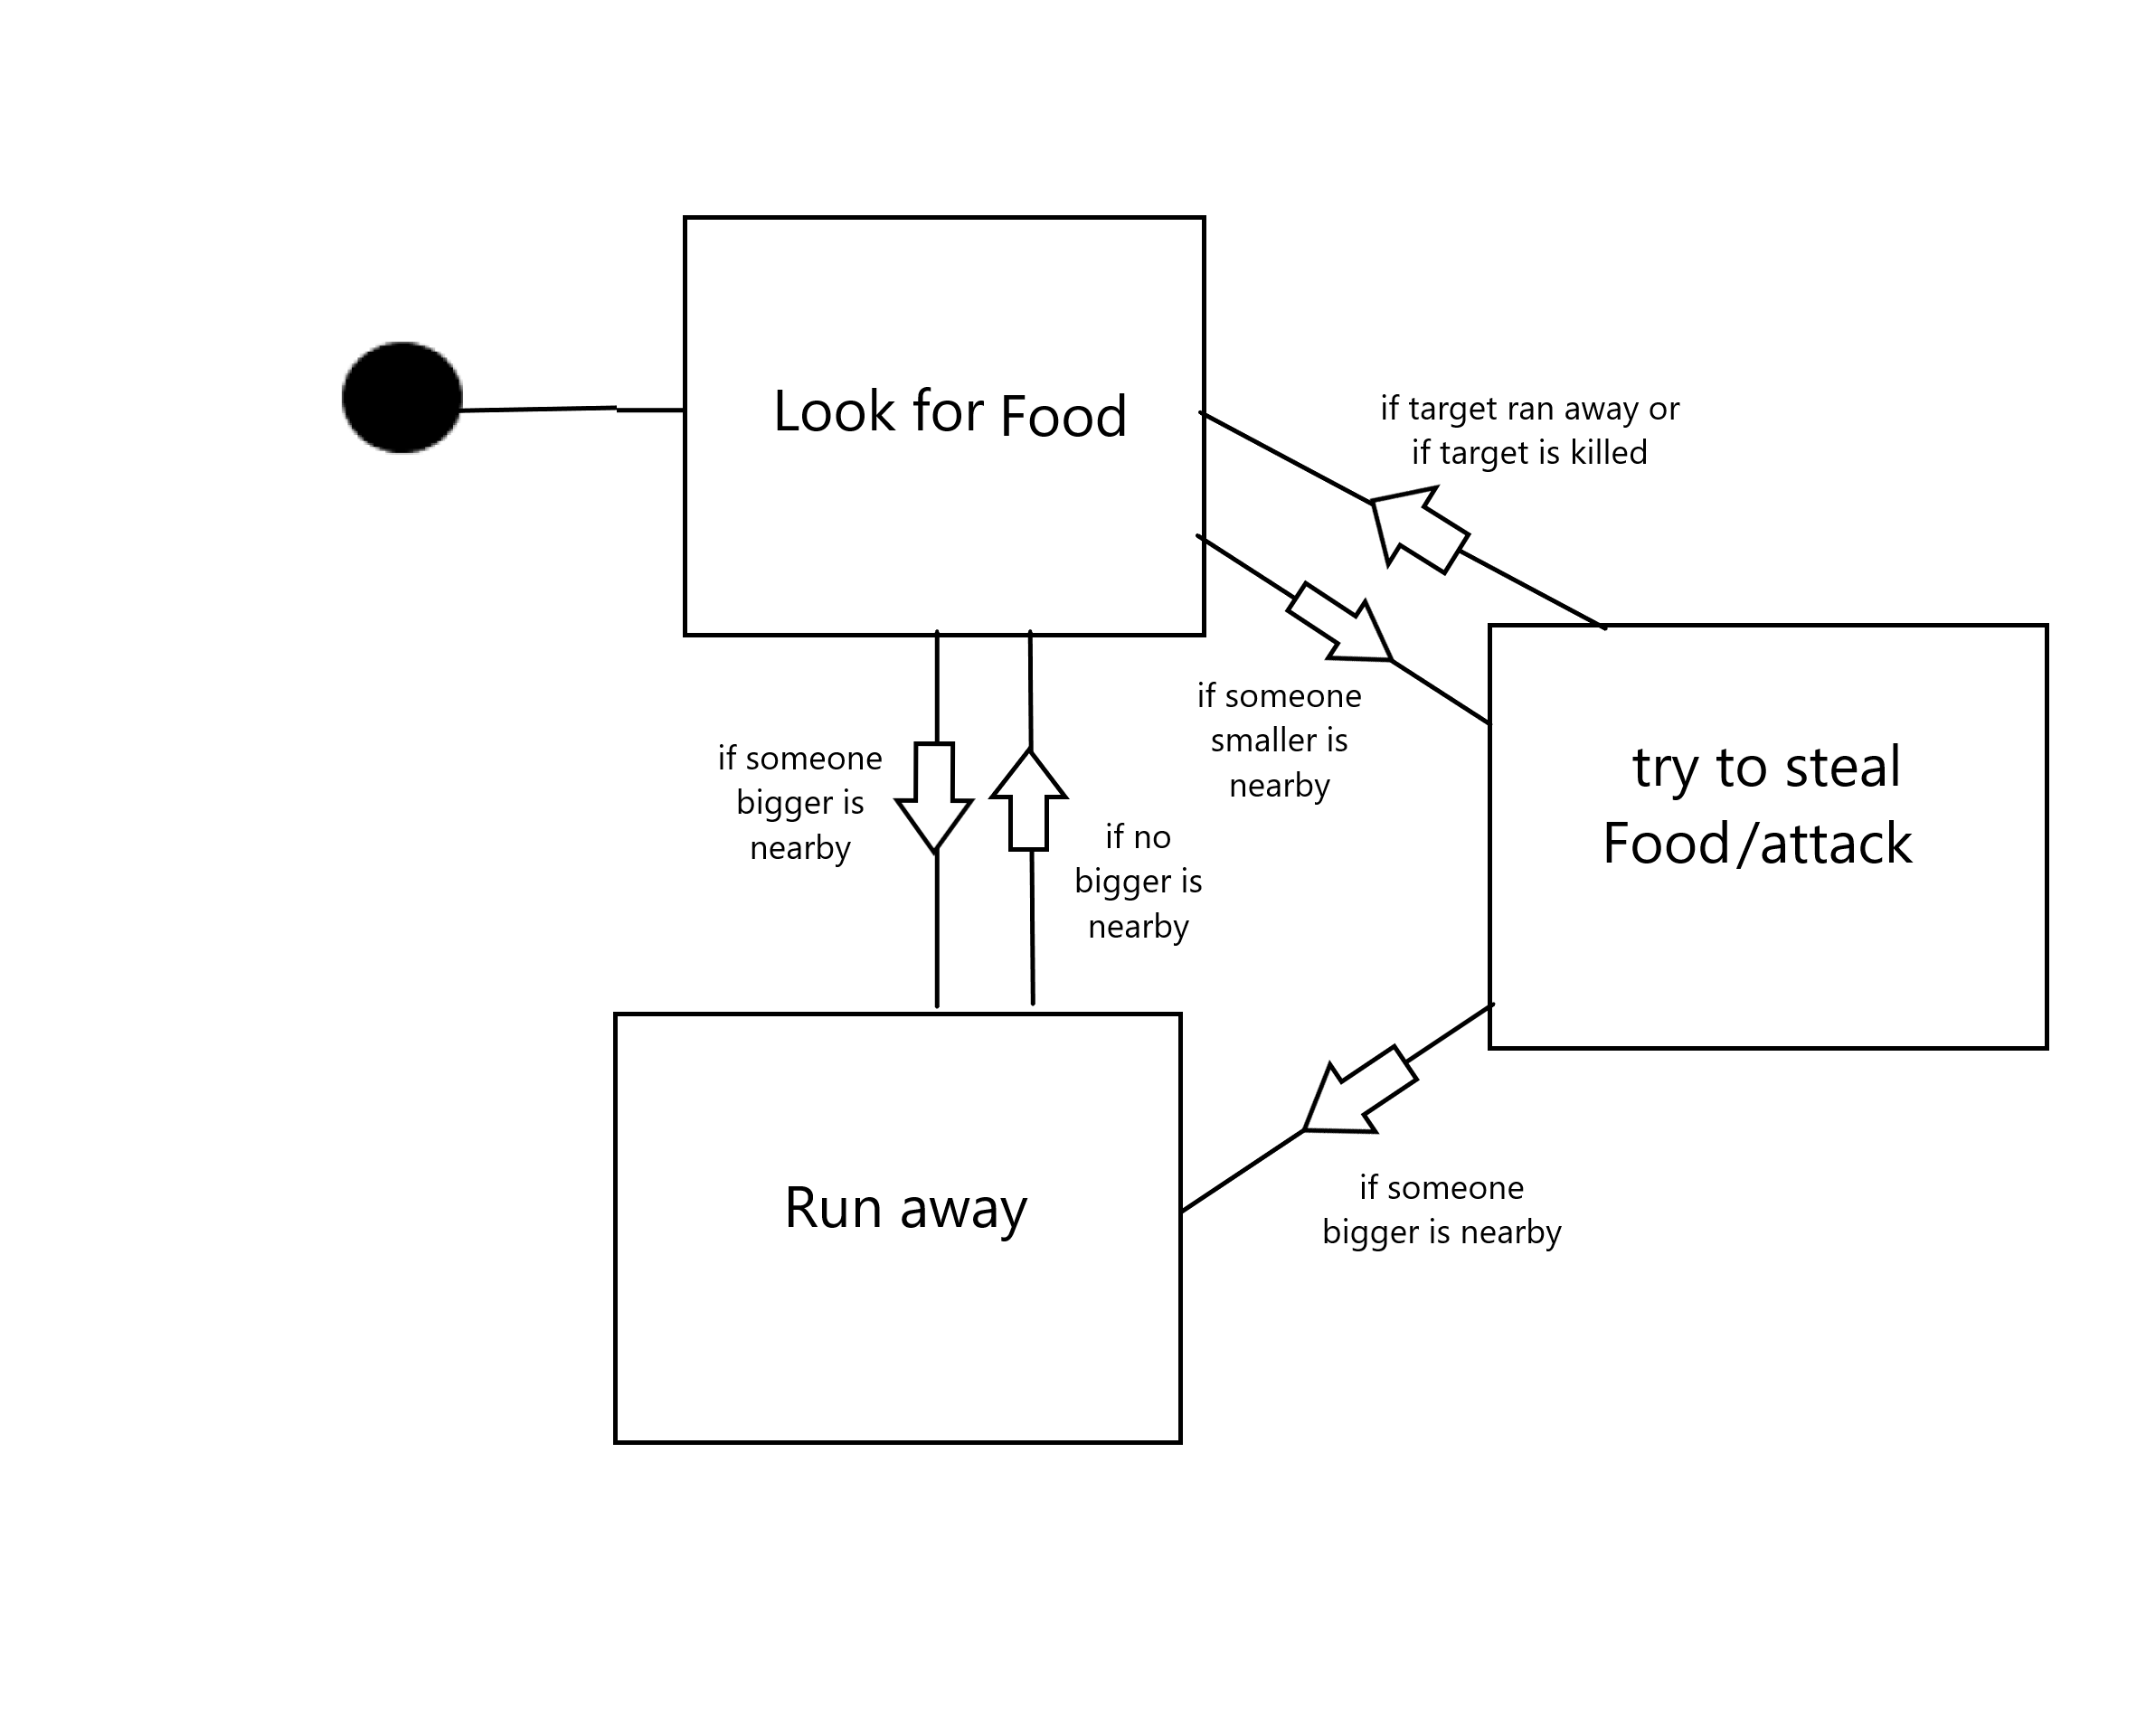 Look for Food
if target ran away or
if target is killed
if someone
smaller is
nearby
if someone
bigger is
nearby
if no
bigger is
nearby
try to steal
Food/attack
Run away
if someone
bigger is nearby